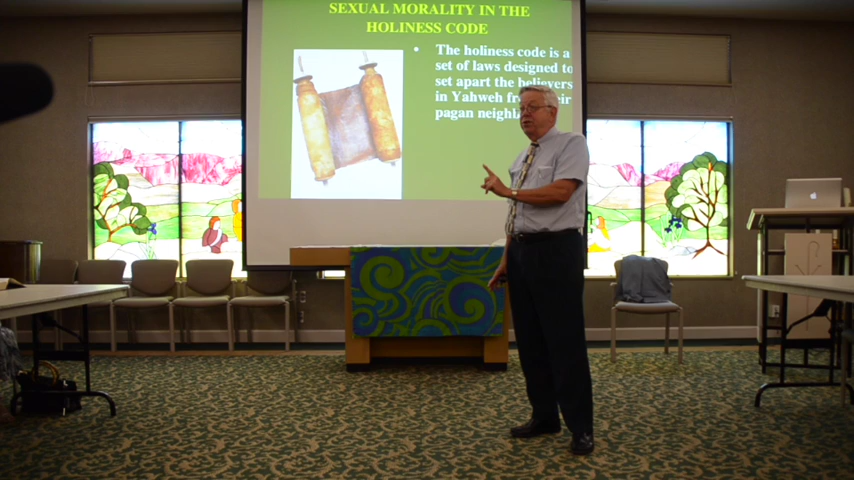 SEXUAL MORALITY IN THE
HOLINESS CODE
• The holiness code is a
set of laws designed to
set apart the believers
in Yahweh
pagan